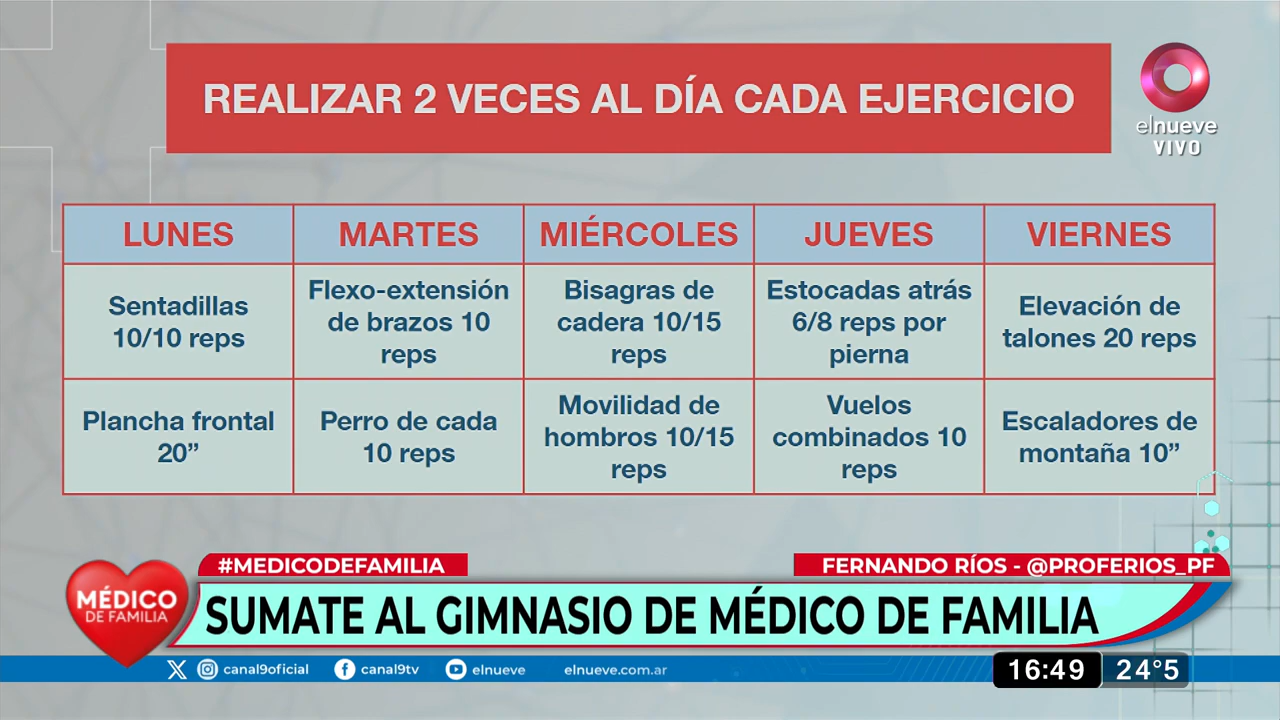 REALIZAR 2 VECES AL DÍA CADA EJERCICIO
elnueve
VIVO
LUNES
MARTES
MIÉRCOLES
JUEVES
VIERNES
Sentadillas
10/10 reps
Flexo-extensión
de brazos 10
reps
Bisagras de
cadera 10/15
reps
Estocadas atrás
6/8 reps por
pierna
Elevación de
talones 20 reps
Plancha frontal
20”
Perro de cada
10 reps
Movilidad de
hombros 10/15
reps
Vuelos
combinados 10
reps
Escaladores de
montaña 10”
#MEDICODEFAMILIA
FERNANDO RÍOS - @PROFERIOS_PF
MÉDICO
DE FAMILIA
SUMATE AL GIMNASIO DE MÉDICO DE FAMILIA
canal9oficial
canal9tv
elnueve
elnueve.com.ar
16:49
24°5